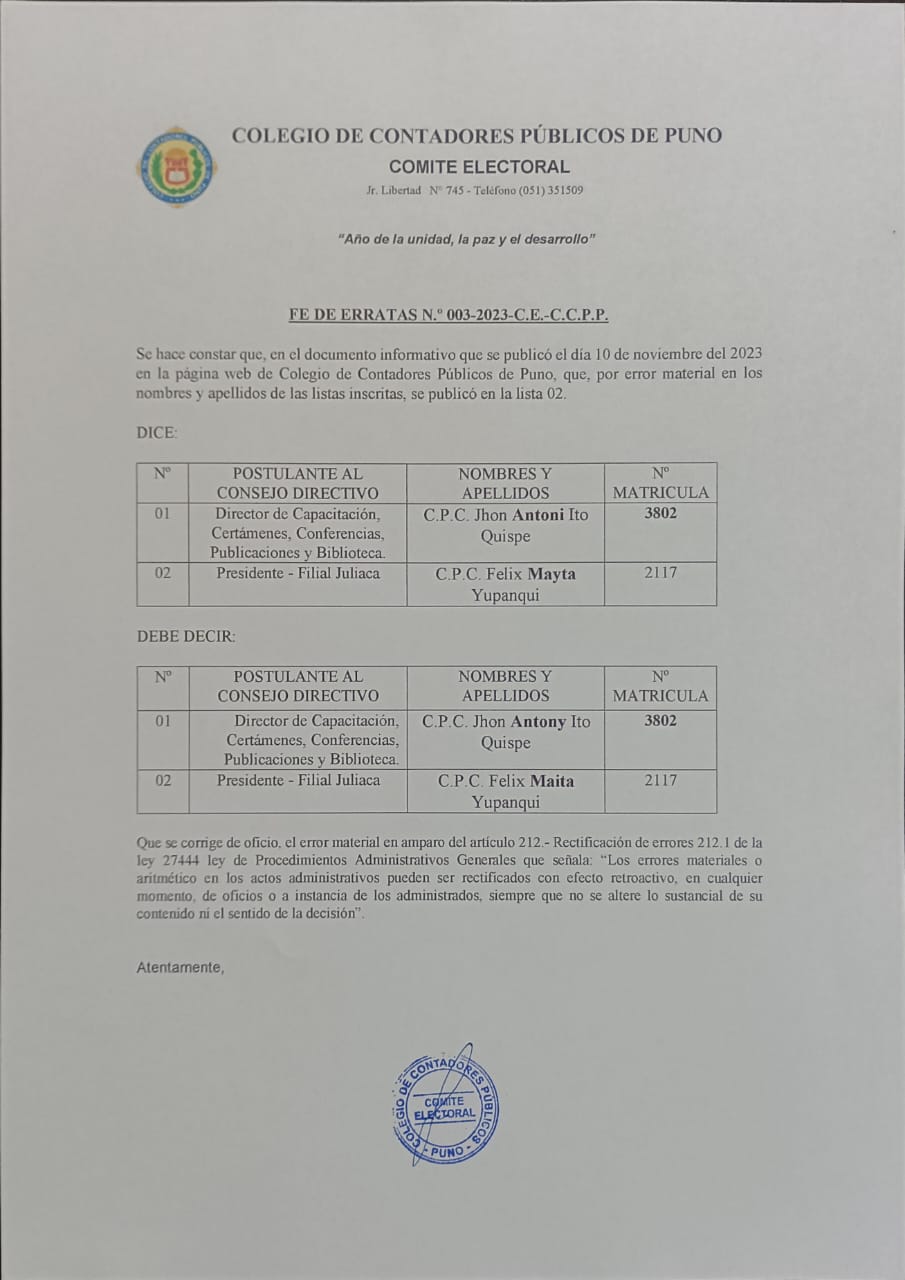 COLEGIO DE CONTADORES PÚBLICOS DE PUNO
COMITE ELECTORAL
Jr. Libertad N° 745 - Teléfono (051) 351509
“Año de la unidad, la paz y el desarrollo”
FE DE ERRATAS N.º 003-2023-C.E.-C.C.P.P.
Se hace constar que, en el documento informativo que se publicó el día 10 de noviembre del 2023
en la página web de Colegio de Contadores Públicos de Puno, que, por error material en los
nombres y apellidos de las listas inscritas, se publicó en la lista 02.
DICE:
Nº POSTULANTE AL NOMBRES Y Nº
CONSEJO DIRECTIVO APELLIDOS MATRICULA
01 Director de Capacitación, C.P.C. Jhon Antoni Ito 3802
Certámenes, Conferencias, Quispe
Publicaciones y Biblioteca.
02 Presidente - Filial Juliaca C.P.C. Felix Mayta 2117
Yupanqui
DEBE DECIR:
Nº POSTULANTE AL NOMBRES Y Nº
CONSEJO DIRECTIVO APELLIDOS MATRICULA
01 Director de Capacitación, C.P.C. Jhon Antony Ito 3802
Certámenes, Conferencias, Quispe
Publicaciones y Biblioteca.
02 Presidente - Filial Juliaca C.P.C. Felix Maita 2117
Yupanqui
Que se corrige de oficio, el error material en amparo del artículo 212.- Rectificación de errores 212.1 de la
ley 27444 ley de Procedimientos Administrativos Generales que señala: “Los errores materiales o
aritmético en los actos administrativos pueden ser rectificados con efecto retroactivo, en cualquier
momento, de oficios o a instancia de los administrados, siempre que no se altere lo sustancial de su
contenido ni el sentido de la decisión”.
Atentamente,
COLEGIO DE CONTADORES PÚBLICOS
COMITE
ELECTORAL
- PUNO -